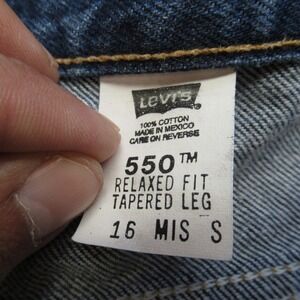 LEVI'S
100% COTTON
MADE IN MEXICO
CARE ON REVERSE
550™
RELAXED FIT
TAPERED LEG
16 MIS S